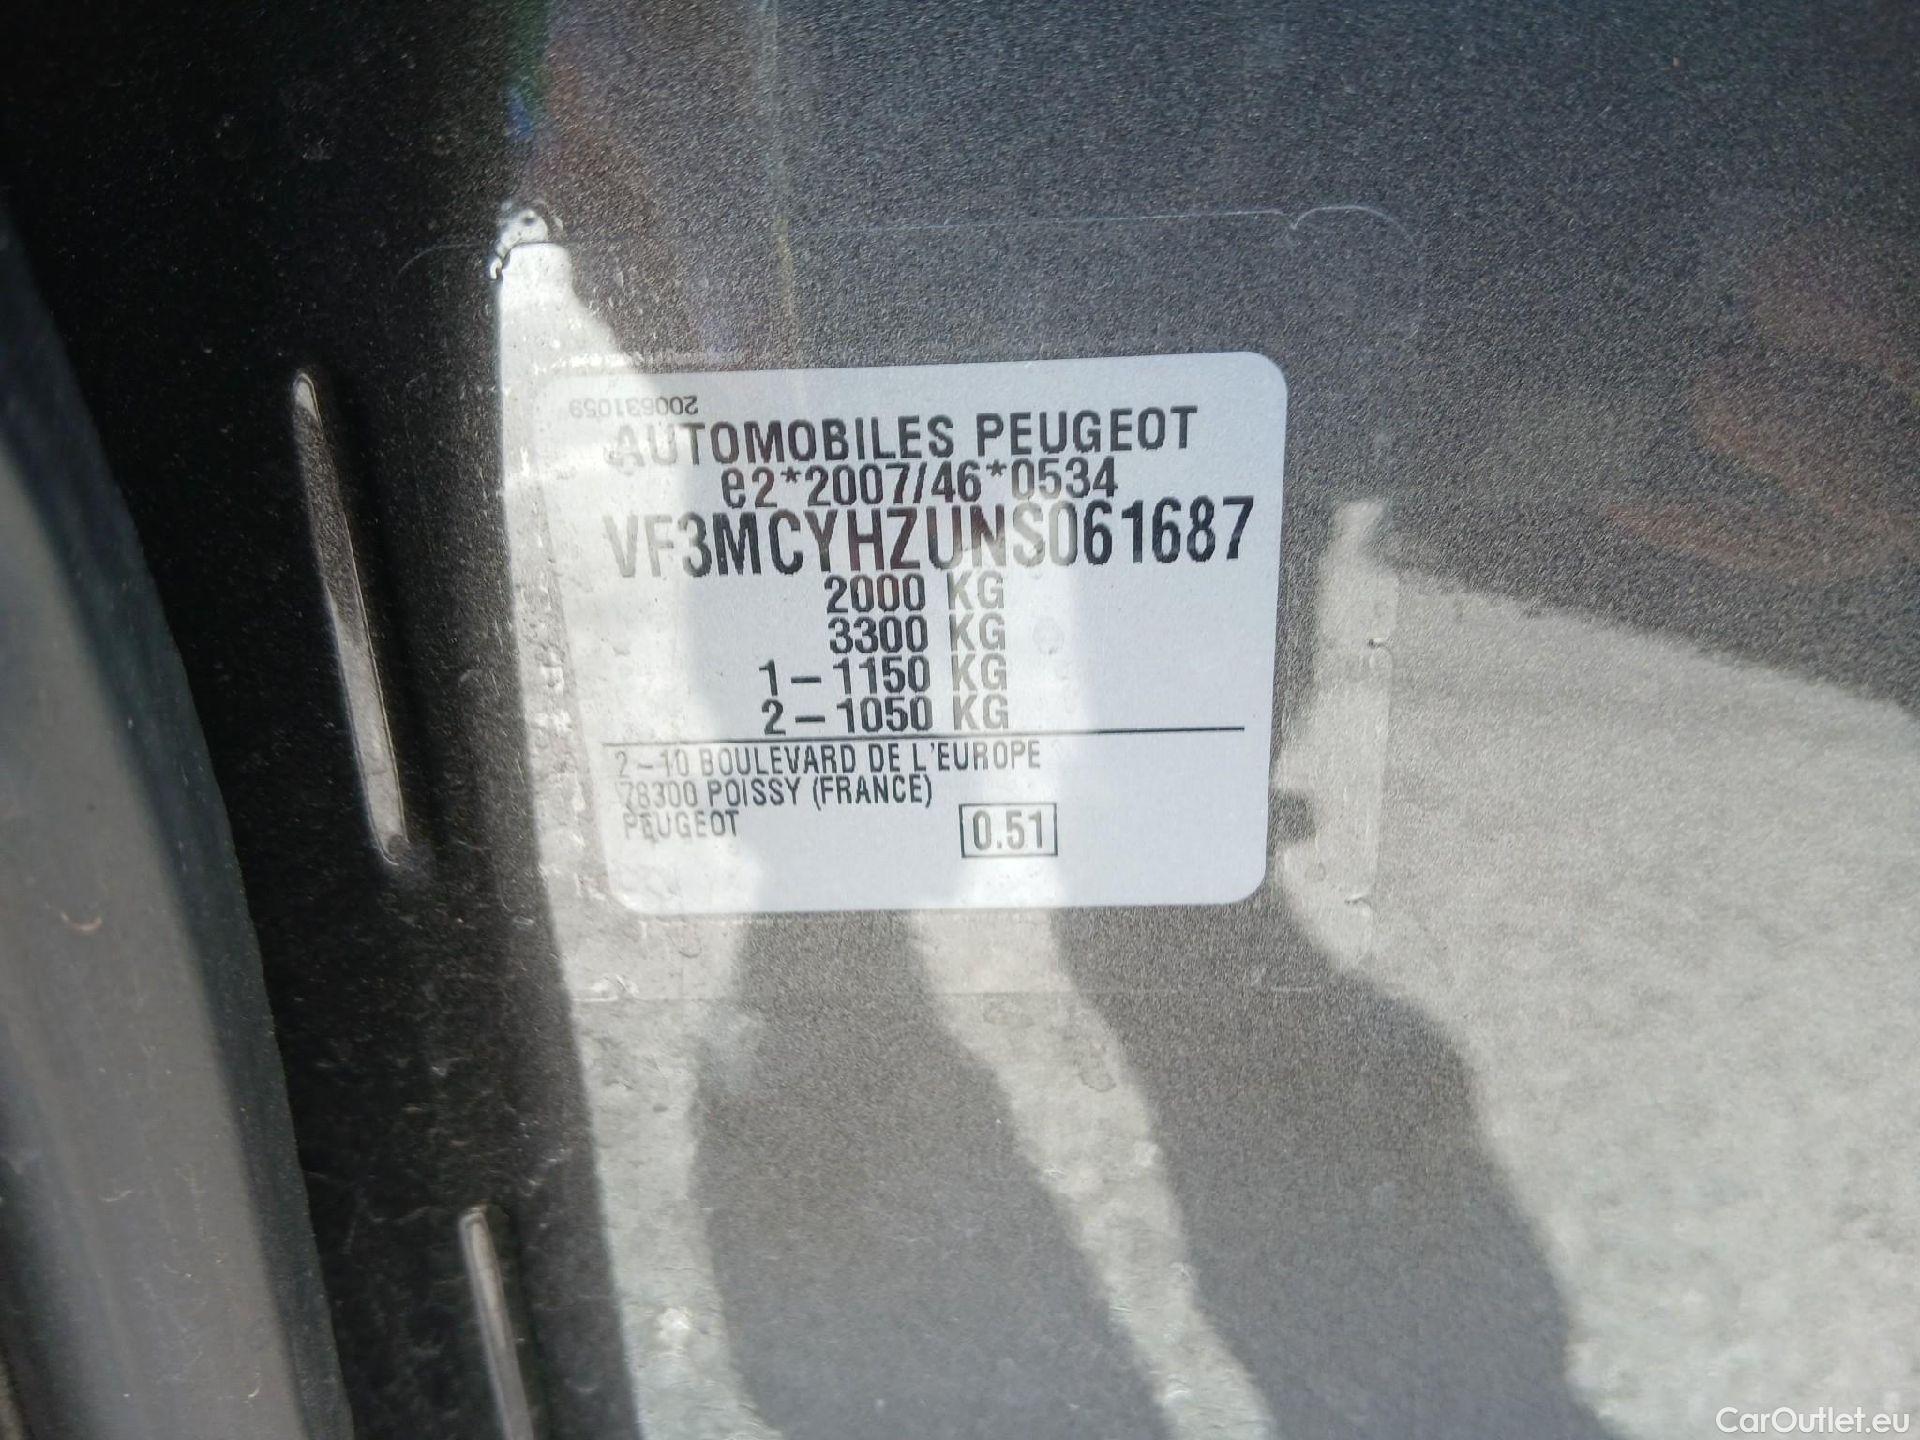 200631059
AUTOMOBILES PEUGEOT
e2*2007/46*0534
VF3MCYHZUNS061687
2000 KG
3300 KG
1-1150 KG
2-1050 KG
2-10 BOULEVARD DE L'EUROPE
78300 POISSY (FRANCE)
PEUGEOT
0.51
CarOutlet.eu